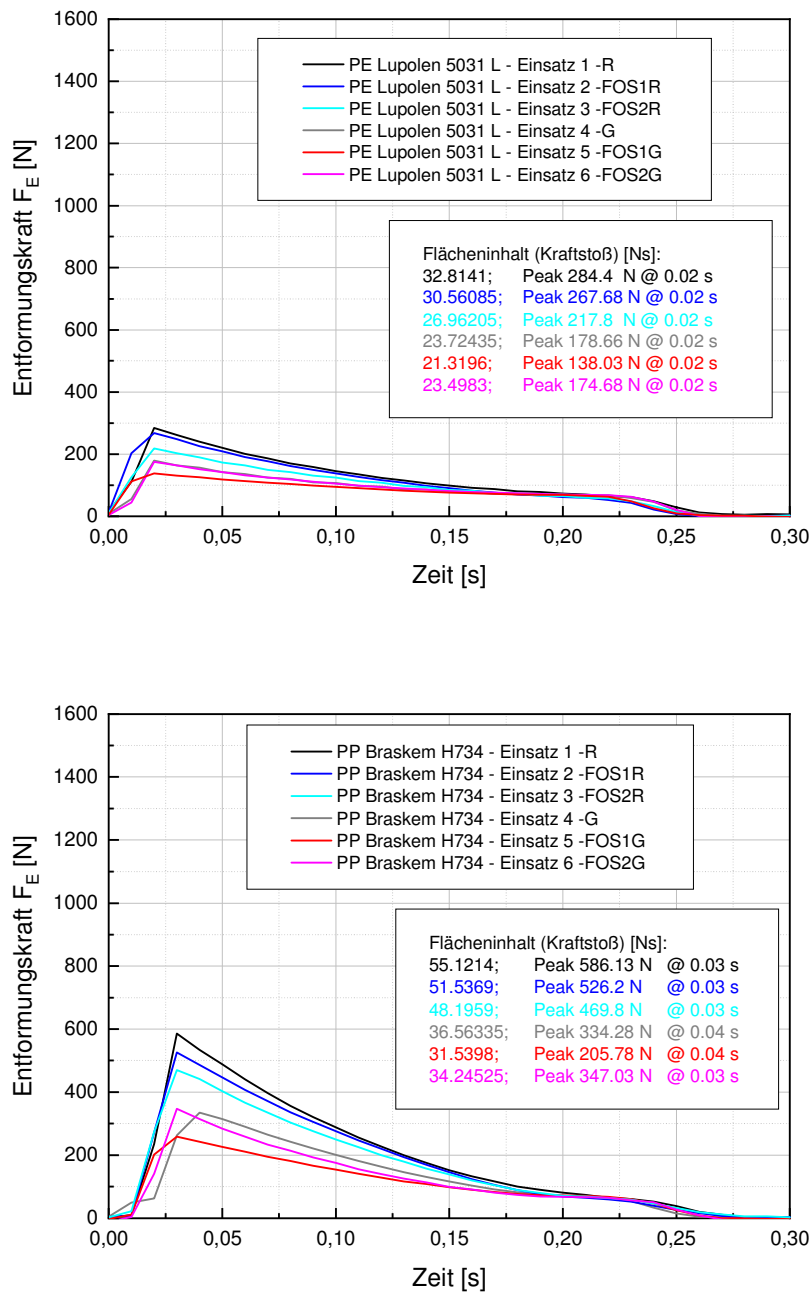 1600
1400
1200
1000
800
600
400
200
0
Entformungskraft F_E [N]
PE Lupolen 5031 L - Einsatz 1 -R
PE Lupolen 5031 L - Einsatz 2 -FOS1R
PE Lupolen 5031 L - Einsatz 3 -FOS2R
PE Lupolen 5031 L - Einsatz 4 -G
PE Lupolen 5031 L - Einsatz 5 -FOS1G
PE Lupolen 5031 L - Einsatz 6 -FOS2G
Flächeninhalt (Kraftstoß) [Ns]:
32.8141; Peak 284.4 N @ 0.02 s
30.56085; Peak 267.68 N @ 0.02 s
26.96205; Peak 217.8 N @ 0.02 s
23.72435; Peak 178.66 N @ 0.02 s
21.3196; Peak 138.03 N @ 0.02 s
23.4983; Peak 174.68 N @ 0.02 s
0,00 0,05 0,10 0,15 0,20 0,25 0,30
Zeit [s]
1600
1400
1200
1000
800
600
400
200
0
Entformungskraft F_E [N]
PP Braskem H734 - Einsatz 1 -R
PP Braskem H734 - Einsatz 2 -FOS1R
PP Braskem H734 - Einsatz 3 -FOS2R
PP Braskem H734 - Einsatz 4 -G
PP Braskem H734 - Einsatz 5 -FOS1G
PP Braskem H734 - Einsatz 6 -FOS2G
Flächeninhalt (Kraftstoß) [Ns]:
55.1214; Peak 586.13 N @ 0.03 s
51.5369; Peak 526.2 N @ 0.03 s
48.1959; Peak 469.8 N @ 0.03 s
36.56335; Peak 334.28 N @ 0.04 s
31.5398; Peak 205.78 N @ 0.04 s
34.24525; Peak 347.03 N @ 0.03 s
0,00 0,05 0,10 0,15 0,20 0,25 0,30
Zeit [s]